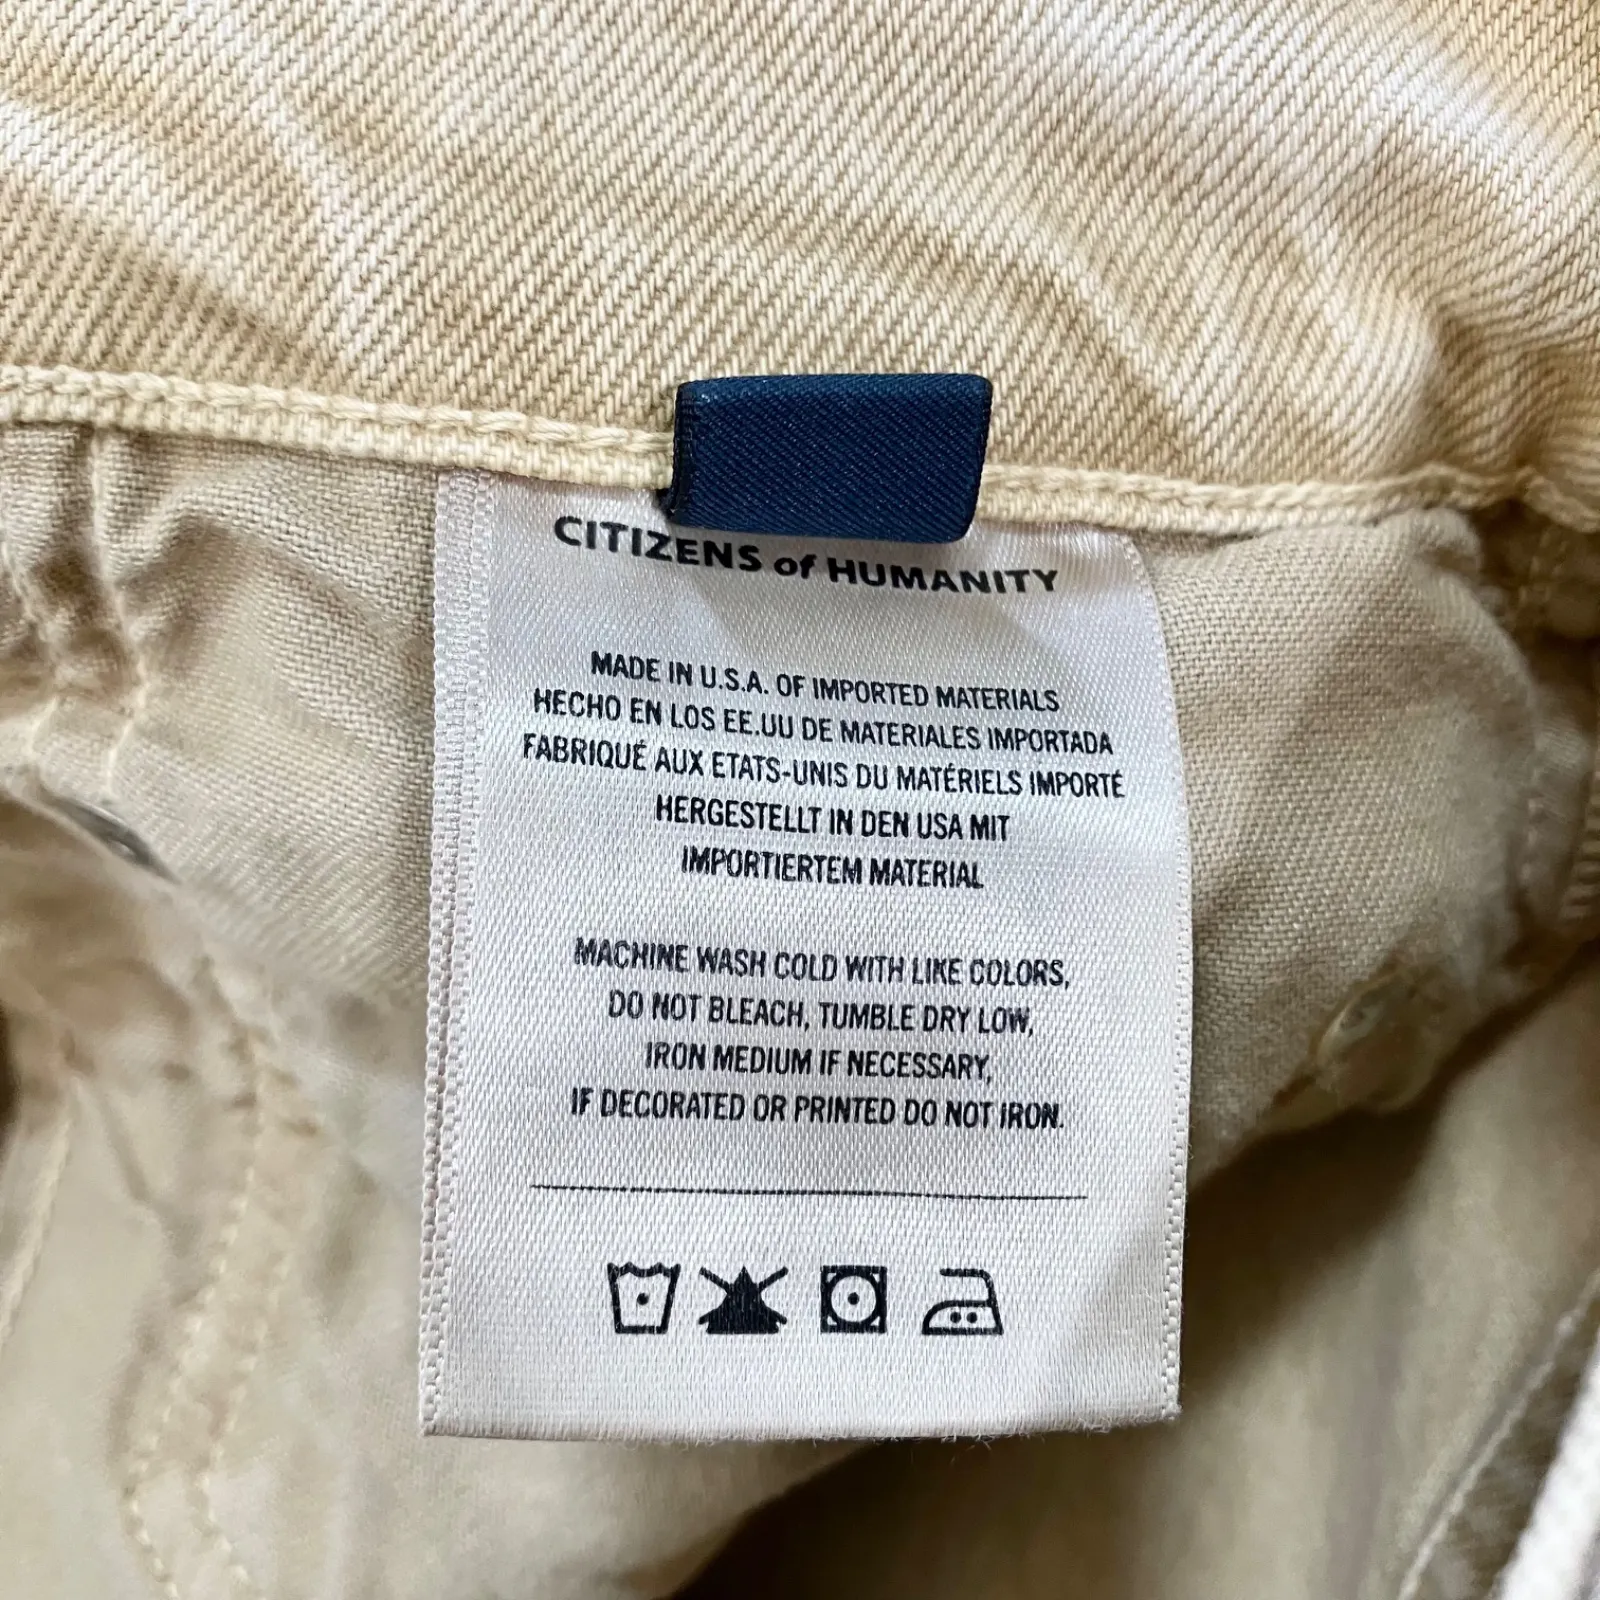 CITIZENS of HUMANITY
MADE IN U.S.A. OF IMPORTED MATERIALS
HECHO EN LOS EE.UU DE MATERIALES IMPORTADA
FABRIQUÉ AUX ETATS-UNIS DU MATÉRIELS IMPORTÉ
HERGESTELLT IN DEN USA MIT
IMPORTIERTEM MATERIAL
MACHINE WASH COLD WITH LIKE COLORS,
DO NOT BLEACH, TUMBLE DRY LOW,
IRON MEDIUM IF NECESSARY,
IF DECORATED OR PRINTED DO NOT IRON.